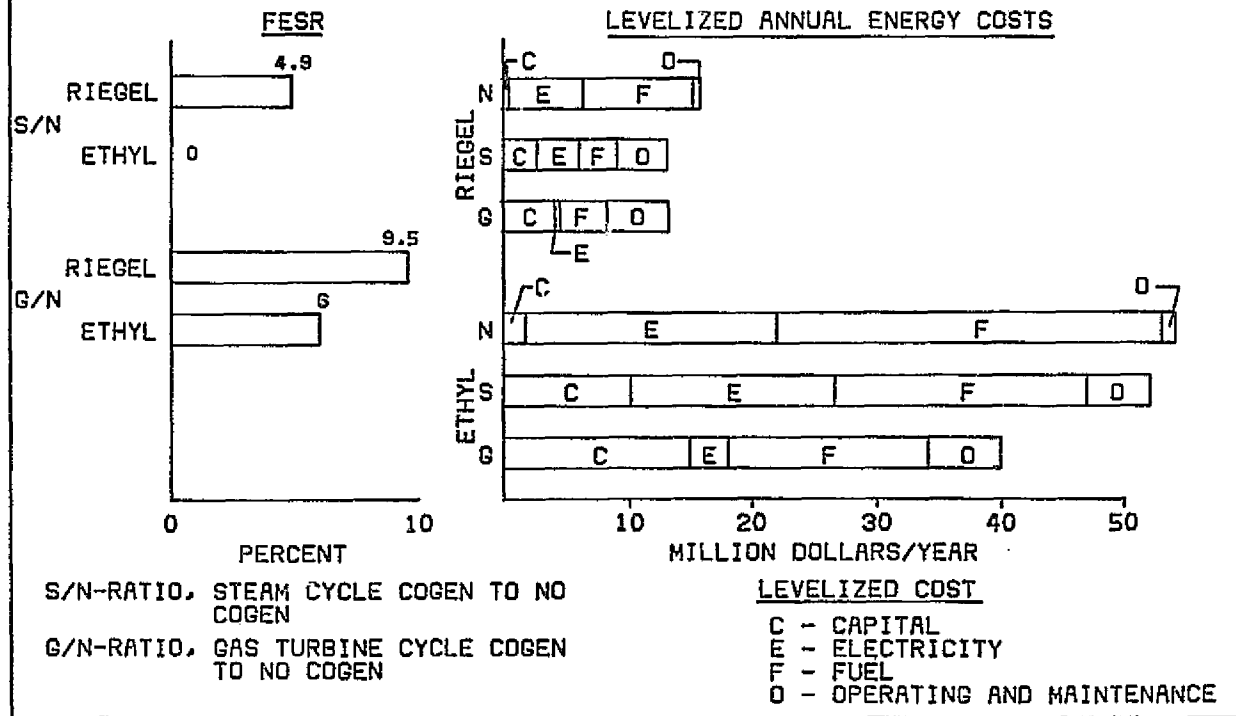 FESR
4.9
RIEGEL
S/N
ETHYL 0
9.5
RIEGEL
G/N
6
ETHYL
0 10
PERCENT
S/N-RATIO, STEAM CYCLE COGEN TO NO
COGEN
G/N-RATIO, GAS TURBINE CYCLE COGEN
TO NO COGEN
LEVELIZED ANNUAL ENERGY COSTS
C O
N E F
RIEGEL
S C E F O
G C F O
E
C O
N E F
ETHYL
S C E F O
G C E F O
10 20 30 40 50
MILLION DOLLARS/YEAR
LEVELIZED COST
C - CAPITAL
E - ELECTRICITY
F - FUEL
O - OPERATING AND MAINTENANCE